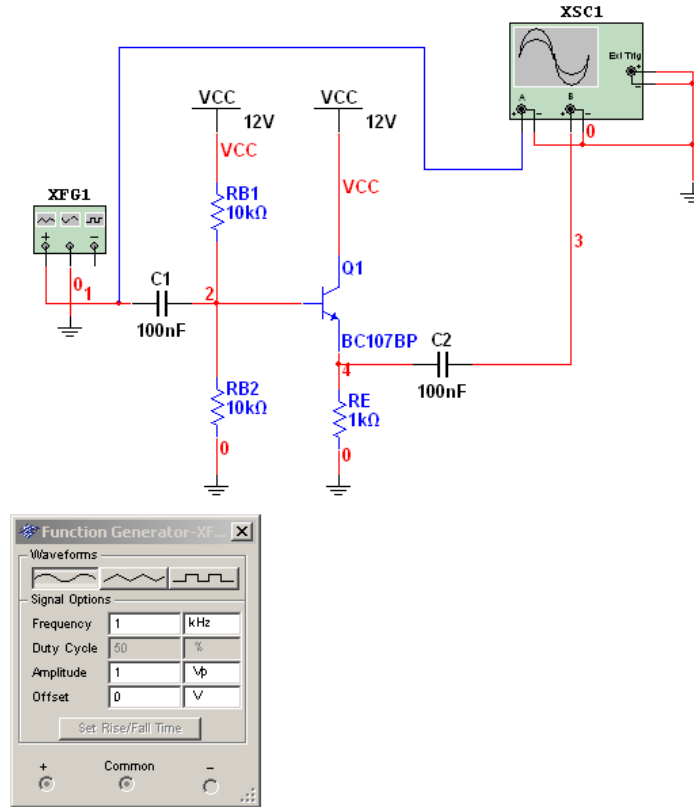 XSC1
Ext Trig
+
-
A
B
+ - + -
0
VCC
12V
VCC
12V
VCC
VCC
XFG1
+ -
RB1
10kΩ
3
Q1
0
1
C1
2
100nF
BC107BP
C2
4
100nF
RB2
10kΩ
RE
1kΩ
0
0
Function Generator-XF...
Waveforms
Signal Options
Frequency 1 kHz
Duty Cycle 50 %
Amplitude 1 Vp
Offset 0 V
Set Rise/Fall Time
+ Common -